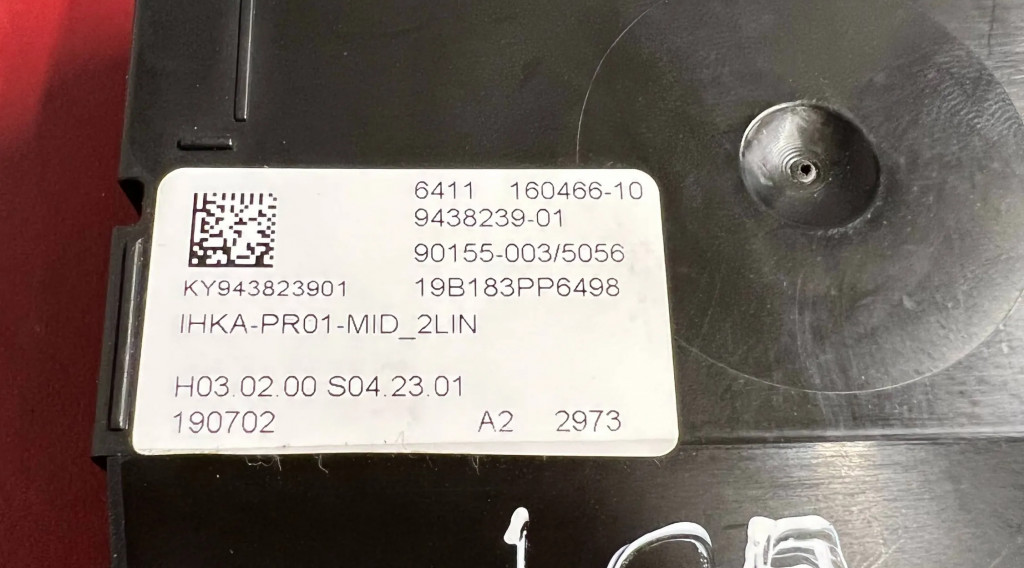 6411 160466-10
9438239-01
90155-003/5056
KY943823901 19B183PP6498
IHKA-PR01-MID_2LIN
H03.02.00 S04.23.01
190702 A2 2973